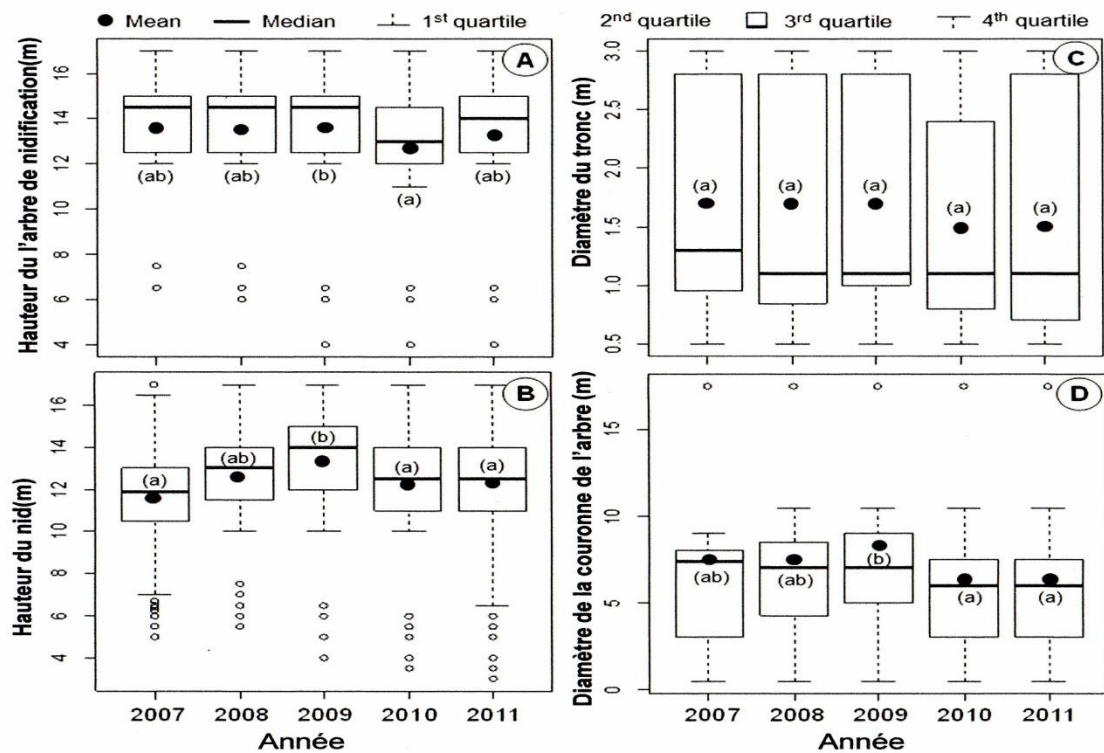 Mean Median 1st quartile 2nd quartile 3rd quartile 4th quartile
A
Hauteur du l'arbre de nidification(m)
16
14
12
10
8
6
4
(ab) (ab) (b) (a) (ab)
B
Hauteur du nid(m)
16
14
12
10
8
6
4
(a) (ab) (b) (a) (a)
2007 2008 2009 2010 2011
Année
C
Diamètre du tronc (m)
3.0
2.5
2.0
1.5
1.0
0.5
(a) (a) (a) (a) (a)
D
Diamètre de la couronne de l'arbre (m)
15
10
5
0
(ab) (ab) (b) (a) (a)
2007 2008 2009 2010 2011
Année